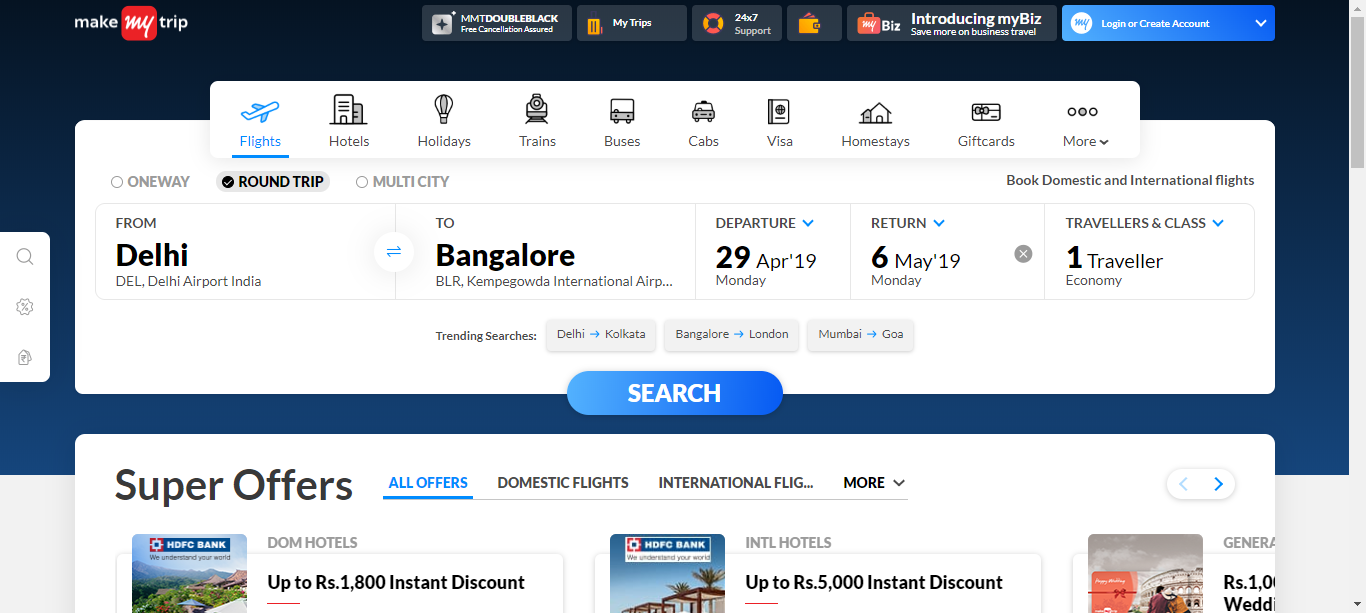 make my trip
MMTDOUBLEBLACK
Free Cancellation Assured
My Trips
24x7
Support
my Biz
Introducing myBiz
Save more on business travel
my
Login or Create Account
Flights
Hotels
Holidays
Trains
Buses
Cabs
Visa
Homestays
Giftcards
More
ONEWAY
ROUND TRIP
MULTI CITY
Book Domestic and International flights
FROM
Delhi
DEL, Delhi Airport India
TO
Bangalore
BLR, Kempegowda International Airp...
DEPARTURE
29 Apr'19
Monday
RETURN
6 May'19
Monday
TRAVELLERS & CLASS
1 Traveller
Economy
Trending Searches:
Delhi → Kolkata
Bangalore → London
Mumbai → Goa
SEARCH
Super Offers
ALL OFFERS
DOMESTIC FLIGHTS
INTERNATIONAL FLIG...
MORE
HDFC BANK
We understand your world
DOM HOTELS
Up to Rs.1,800 Instant Discount
HDFC BANK
We understand your world
INTL HOTELS
Up to Rs.5,000 Instant Discount
Happy Wedding
GENERA
Rs.1,00
Weddi